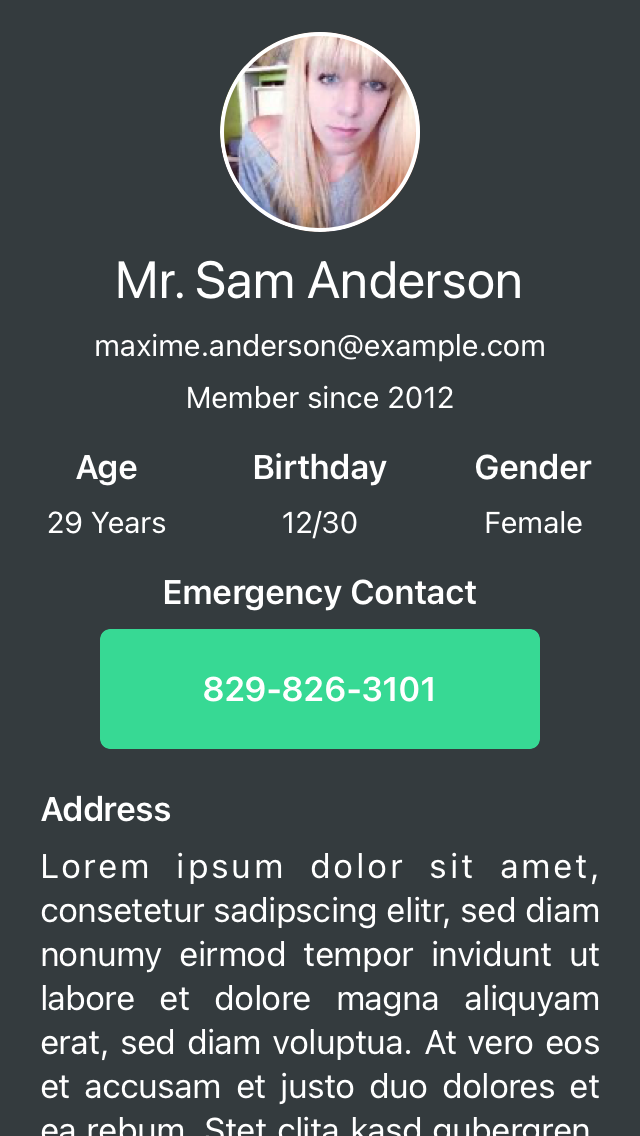 Mr. Sam Anderson
maxime.anderson@example.com
Member since 2012
Age Birthday Gender
29 Years 12/30 Female
Emergency Contact
829-826-3101
Address
Lorem ipsum dolor sit amet,
consetetur sadipscing elitr, sed diam
nonumy eirmod tempor invidunt ut
labore et dolore magna aliquyam
erat, sed diam voluptua. At vero eos
et accusam et justo duo dolores et
ea rebum. Stet clita kasd gubergren,